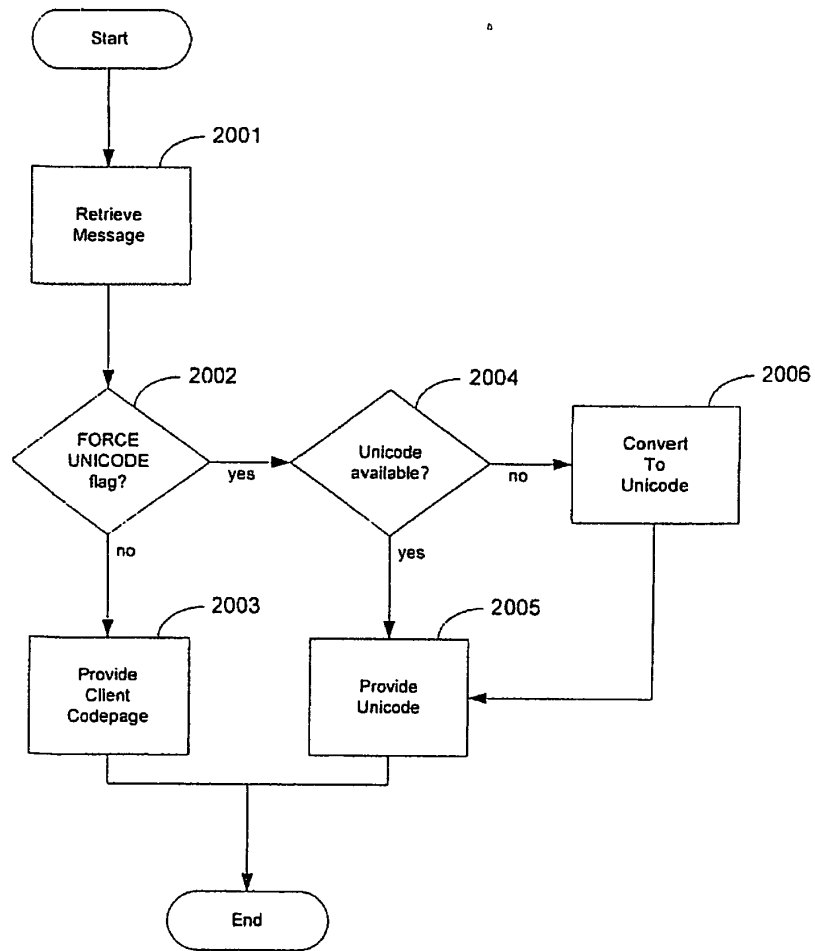 Start
2001
Retrieve
Message
2002
FORCE
UNICODE
flag?
yes
no
2004
Unicode
available?
no
yes
2006
Convert
To
Unicode
2003
Provide
Client
Codepage
2005
Provide
Unicode
End